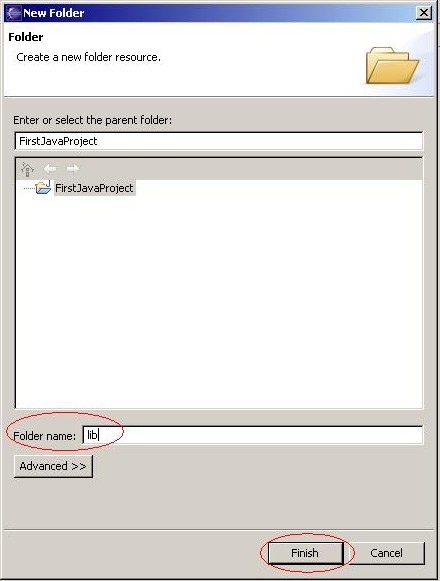 New Folder
Folder
Create a new folder resource.
Enter or select the parent folder:
FirstJavaProject
FirstJavaProject
Folder name: lib
Advanced >>
Finish Cancel